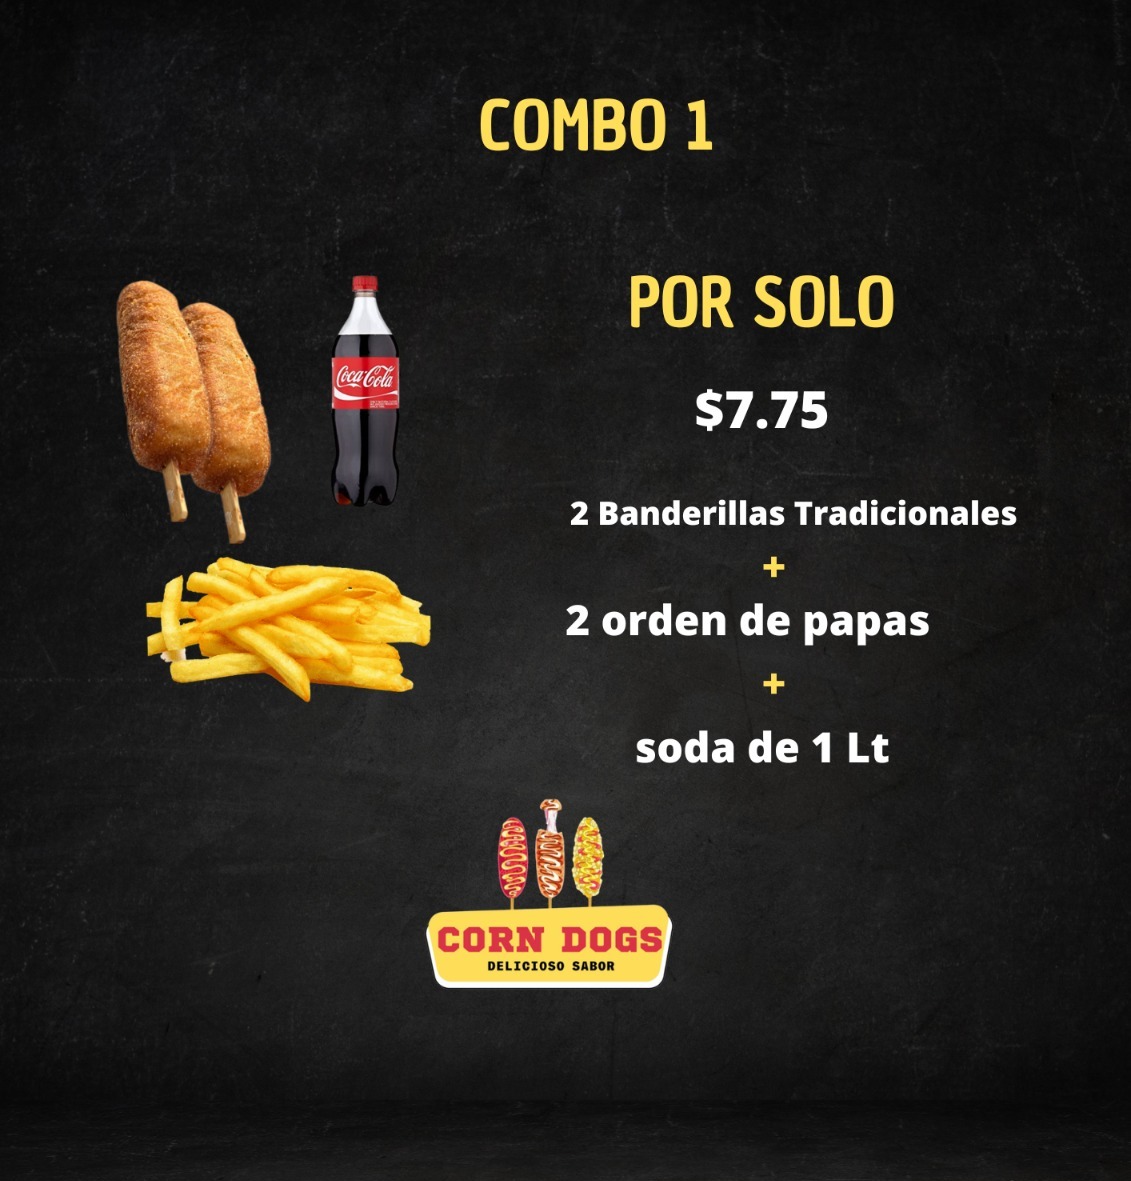 COMBO 1
POR SOLO
$7.75
Coca-Cola
2 Banderillas Tradicionales
+
2 orden de papas
+
soda de 1 Lt
CORN DOGS
DELICIOSO SABOR